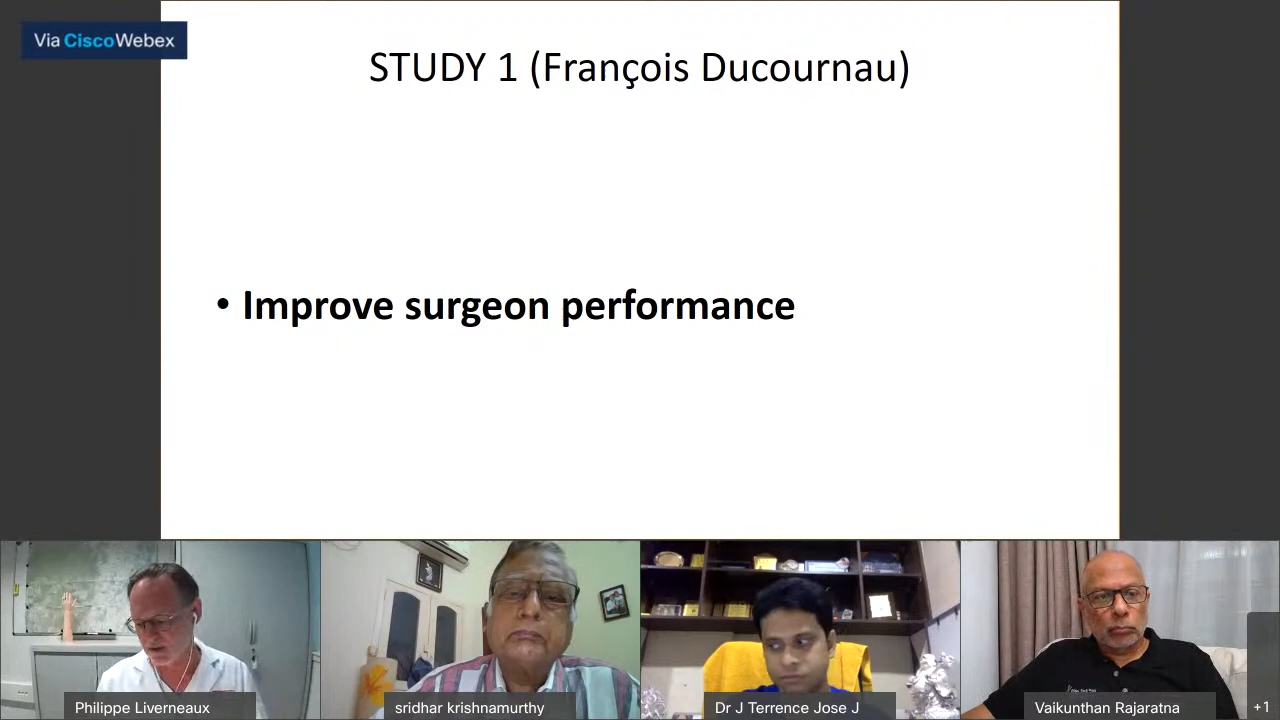 Via CiscoWebex
STUDY 1 (François Ducournau)
• Improve surgeon performance
Philippe Liverneaux
sridhar krishnamurthy
Dr J Terrence Jose J
Vaikunthan Rajaratna
+1